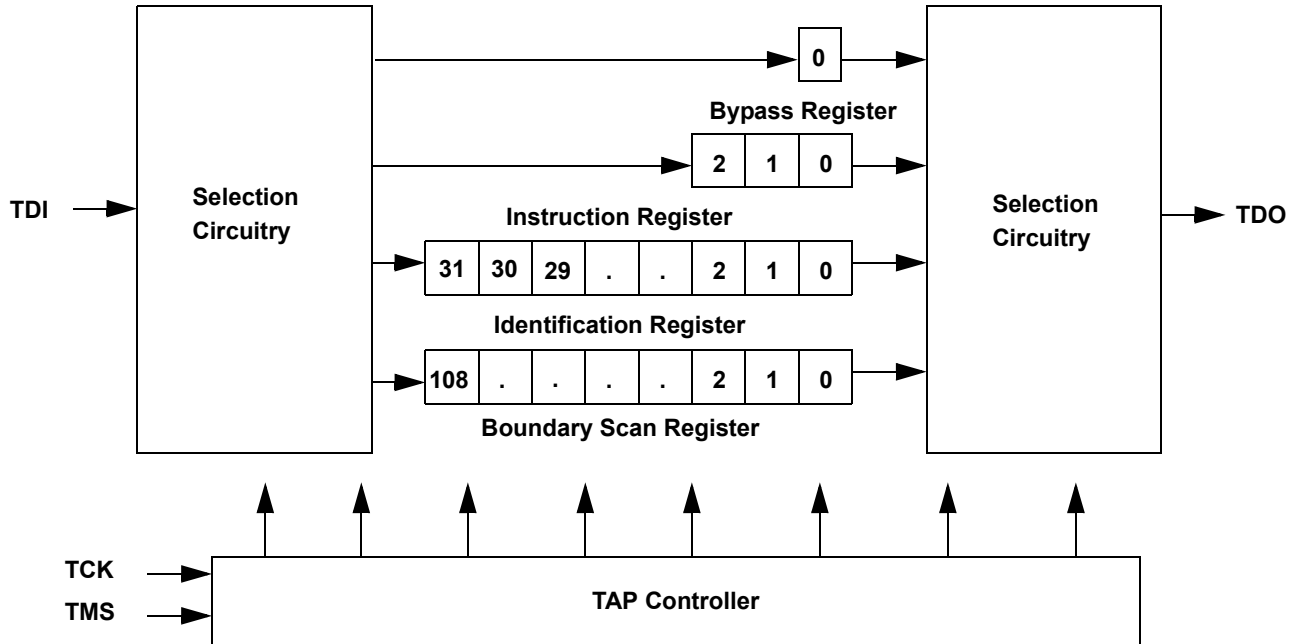 0
Bypass Register
2 1 0
Instruction Register
31 30 29 . . 2 1 0
Identification Register
108 . . . . 2 1 0
Boundary Scan Register
TDI
Selection
Circuitry
Selection
Circuitry
TDO
TCK
TMS
TAP Controller